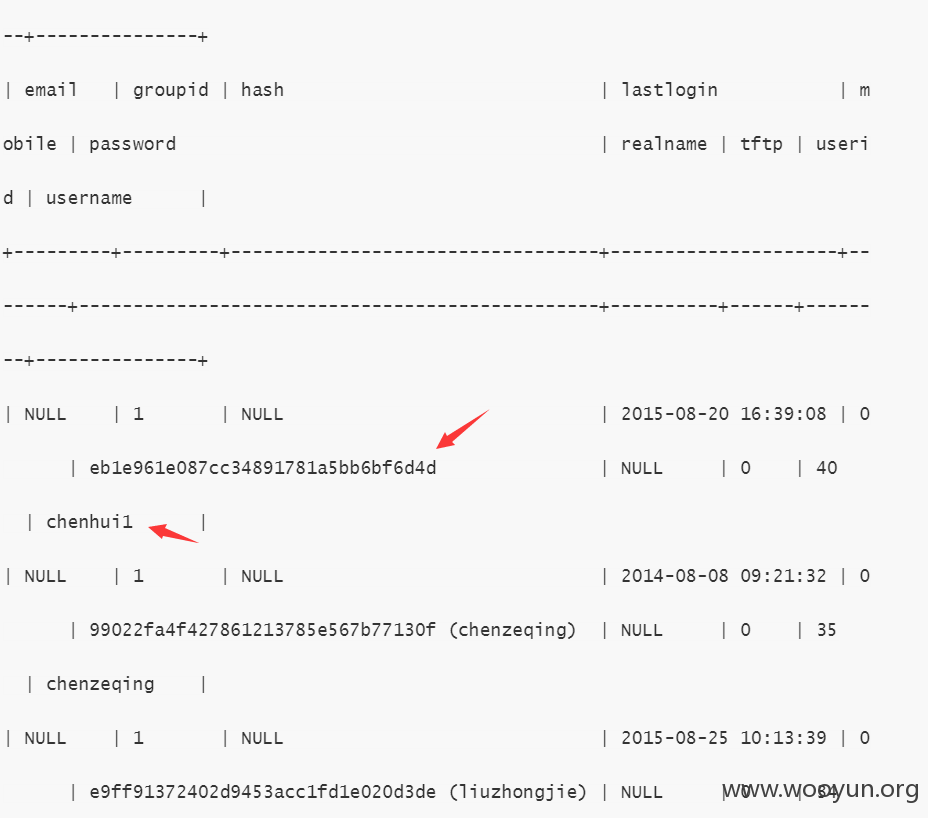 --+---------------+
| email   | groupid | hash                             | lastlogin           | m
obile | password                                       | realname | tftp | useri
d | username      |
+---------+---------+----------------------------------+---------------------+--
------+------------------------------------------------+----------+------+------
--+---------------+
| NULL    | 1       | NULL                             | 2015-08-20 16:39:08 | 0
      | eb1e961e087cc34891781a5bb6bf6d4d               | NULL     | 0    | 40
  | chenhui1      |
| NULL    | 1       | NULL                             | 2014-08-08 09:21:32 | 0
      | 99022fa4f427861213785e567b77130f (chenzeqing)  | NULL     | 0    | 35
  | chenzeqing    |
| NULL    | 1       | NULL                             | 2015-08-25 10:13:39 | 0
      | e9ff91372402d9453acc1fd1e020d3de (liuzhongjie) | NULL     | 0    | 34
www.wooyun.org